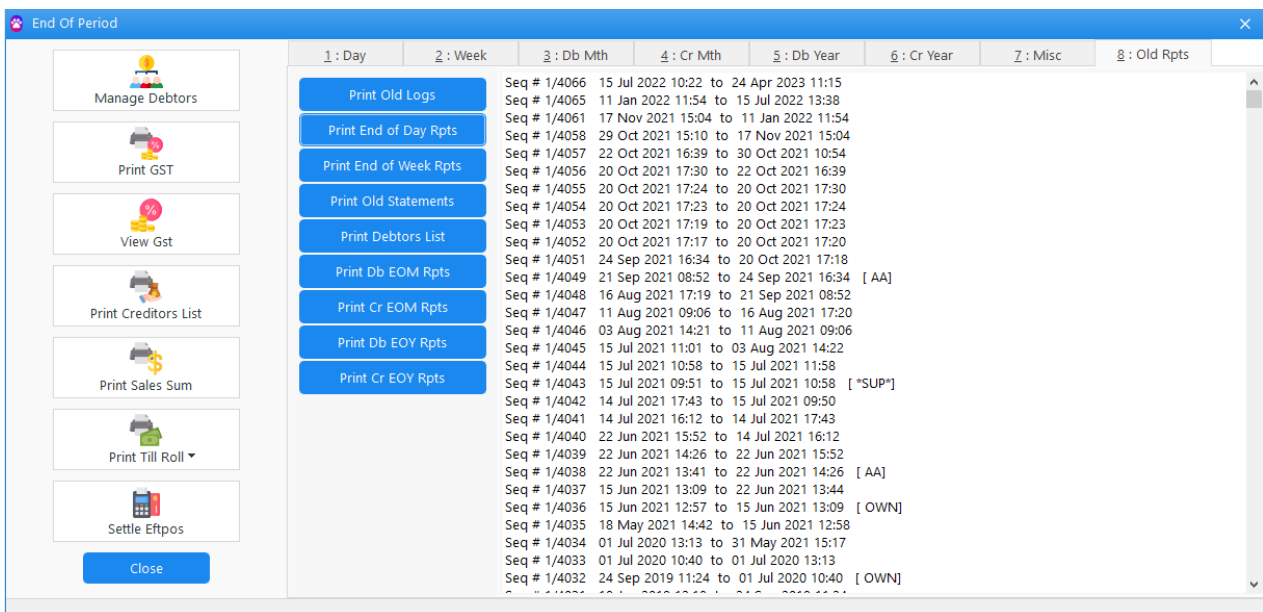 End Of Period
Manage Debtors
Print GST
View Gst
Print Creditors List
Print Sales Sum
Print Till Roll
Settle Eftpos
Close
1 : Day 2 : Week 3 : Db Mth 4 : Cr Mth 5 : Db Year 6 : Cr Year 7 : Misc 8 : Old Rpts
Print Old Logs
Print End of Day Rpts
Print End of Week Rpts
Print Old Statements
Print Debtors List
Print Db EOM Rpts
Print Cr EOM Rpts
Print Db EOY Rpts
Print Cr EOY Rpts
Seq # 1/4066 15 Jul 2022 10:22 to 24 Apr 2023 11:15
Seq # 1/4065 11 Jan 2022 11:54 to 15 Jul 2022 13:38
Seq # 1/4061 17 Nov 2021 15:04 to 11 Jan 2022 11:54
Seq # 1/4058 29 Oct 2021 15:10 to 17 Nov 2021 15:04
Seq # 1/4057 22 Oct 2021 16:39 to 30 Oct 2021 10:54
Seq # 1/4056 20 Oct 2021 17:30 to 22 Oct 2021 16:39
Seq # 1/4055 20 Oct 2021 17:24 to 20 Oct 2021 17:30
Seq # 1/4054 20 Oct 2021 17:23 to 20 Oct 2021 17:24
Seq # 1/4053 20 Oct 2021 17:19 to 20 Oct 2021 17:23
Seq # 1/4052 20 Oct 2021 17:17 to 20 Oct 2021 17:20
Seq # 1/4051 24 Sep 2021 16:34 to 20 Oct 2021 17:18
Seq # 1/4049 21 Sep 2021 08:52 to 24 Sep 2021 16:34 [ AA]
Seq # 1/4048 16 Aug 2021 17:19 to 21 Sep 2021 08:52
Seq # 1/4047 11 Aug 2021 09:06 to 16 Aug 2021 17:20
Seq # 1/4046 03 Aug 2021 14:21 to 11 Aug 2021 09:06
Seq # 1/4045 15 Jul 2021 11:01 to 03 Aug 2021 14:22
Seq # 1/4044 15 Jul 2021 10:58 to 15 Jul 2021 11:58
Seq # 1/4043 15 Jul 2021 09:51 to 15 Jul 2021 10:58 [ *SUP*]
Seq # 1/4042 14 Jul 2021 17:43 to 15 Jul 2021 09:50
Seq # 1/4041 14 Jul 2021 16:12 to 14 Jul 2021 17:43
Seq # 1/4040 22 Jun 2021 15:52 to 14 Jul 2021 16:12
Seq # 1/4039 22 Jun 2021 14:26 to 22 Jun 2021 15:52
Seq # 1/4038 22 Jun 2021 13:41 to 22 Jun 2021 14:26 [ AA]
Seq # 1/4037 15 Jun 2021 13:09 to 22 Jun 2021 13:44
Seq # 1/4036 15 Jun 2021 12:57 to 15 Jun 2021 13:09 [ OWN]
Seq # 1/4035 18 May 2021 14:42 to 15 Jun 2021 12:58
Seq # 1/4034 01 Jul 2020 13:13 to 31 May 2021 15:17
Seq # 1/4033 01 Jul 2020 10:40 to 01 Jul 2020 13:13
Seq # 1/4032 24 Sep 2019 11:24 to 01 Jul 2020 10:40 [ OWN]